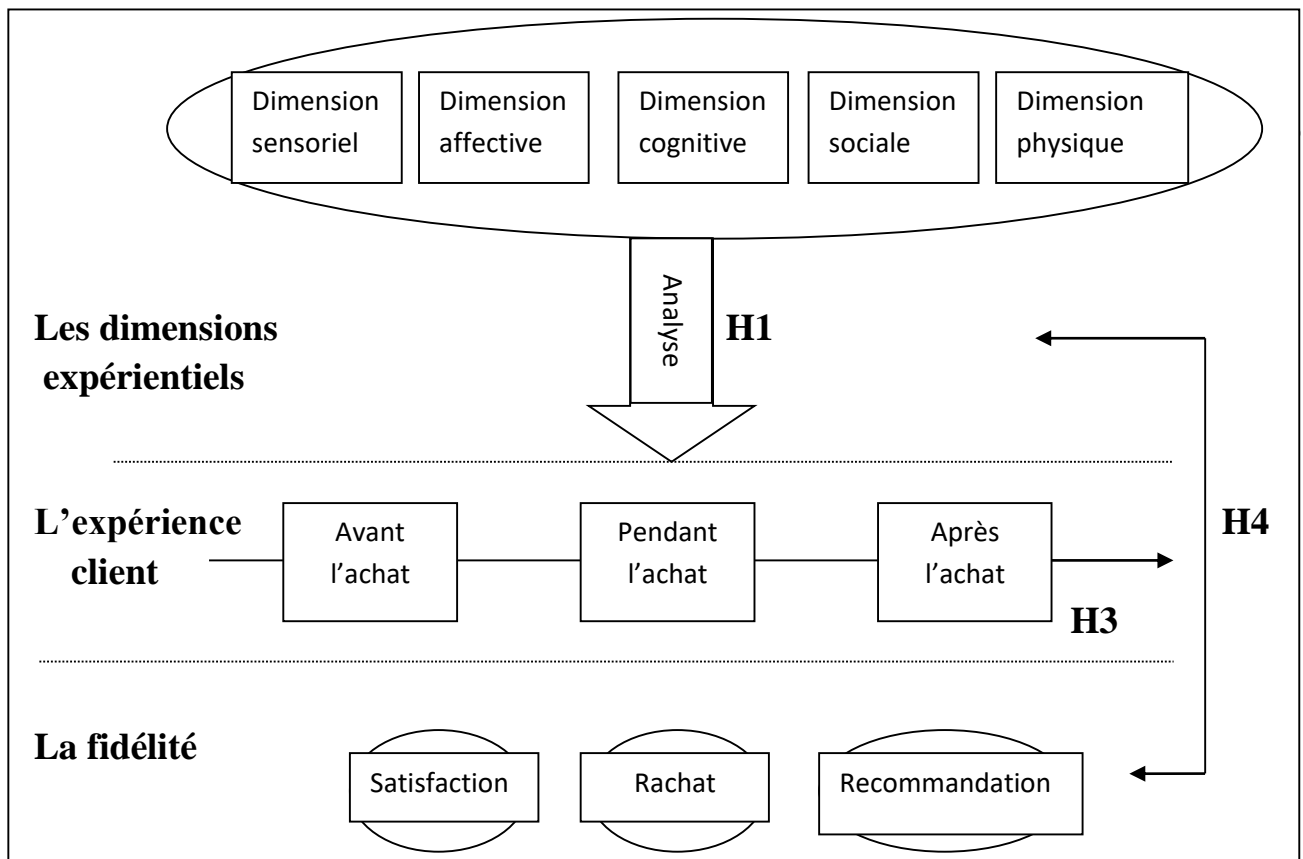 Dimension
sensoriel
Dimension
affective
Dimension
cognitive
Dimension
sociale
Dimension
physique
Analyse
H1
Les dimensions
expérientiels
L’expérience
client
Avant
l’achat
Pendant
l’achat
Après
l’achat
H3
H4
La fidélité
Satisfaction
Rachat
Recommandation